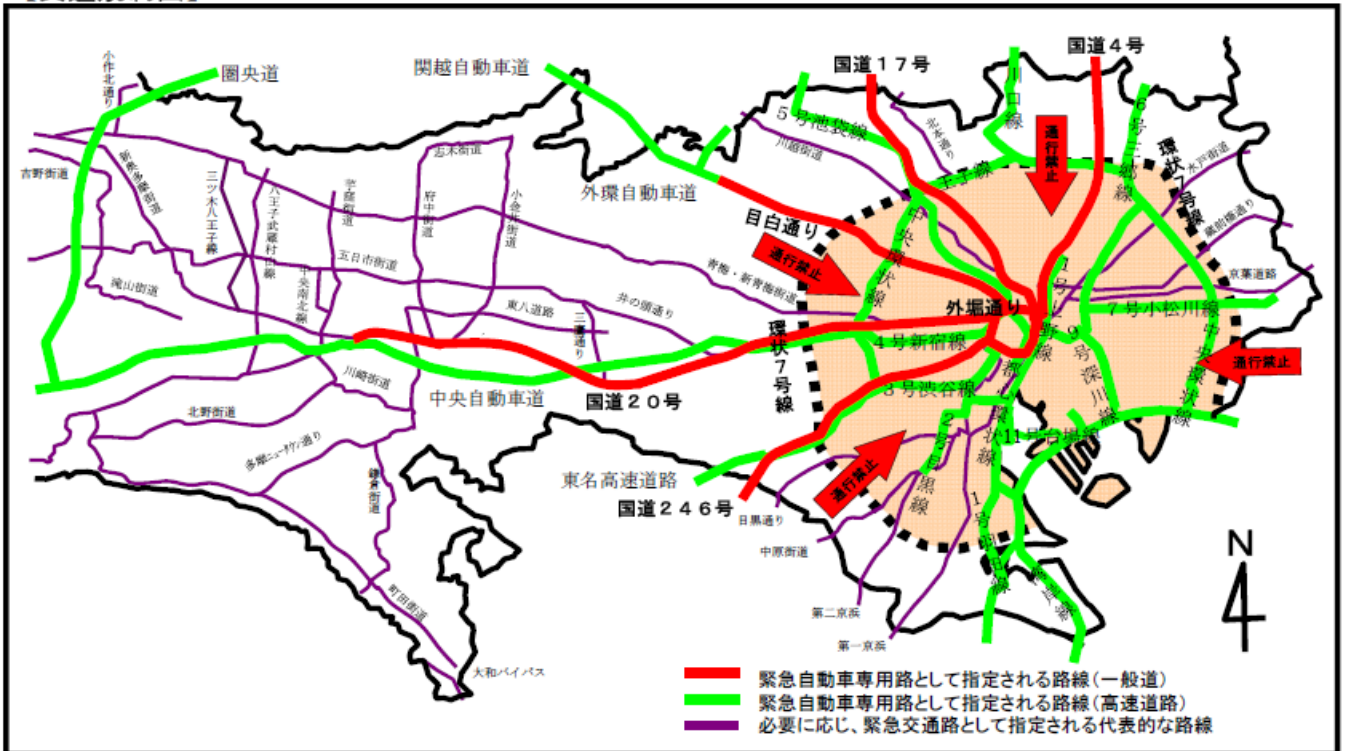 圏央道
関越自動車道
国道17号
国道4号
小作北通り
川口線
6号三郷線
5号池袋線
北本通り
川越街道
王子線
通行禁止
環状7号線
水戸街道
蔵前橋通り
吉野街道
新奥多摩街道
三ツ木八王子線
八王子武蔵村山線
芋窪街道
志木街道
府中街道
小金井街道
外環自動車道
目白通り
通行禁止
中央環状線
青梅・新青梅街道
五日市街道
中央南北線
滝山街道
東八道路
井の頭通り
三鷹通り
外堀通り
1号上野線
9号深川線
京葉道路
7号小松川線
中央環状線
通行禁止
4号新宿線
環状7号線
3号渋谷線
都心環状線
11号台場線
川崎街道
中央自動車道
国道20号
北野街道
多摩ニュータウン通り
鎌倉街道
東名高速道路
国道246号
通行禁止
2号目黒線
1号羽田線
湾岸線
目黒通り
中原街道
第二京浜
第一京浜
町田街道
大和バイパス
N
緊急自動車専用路として指定される路線(一般道)
緊急自動車専用路として指定される路線(高速道路)
必要に応じ、緊急交通路として指定される代表的な路線